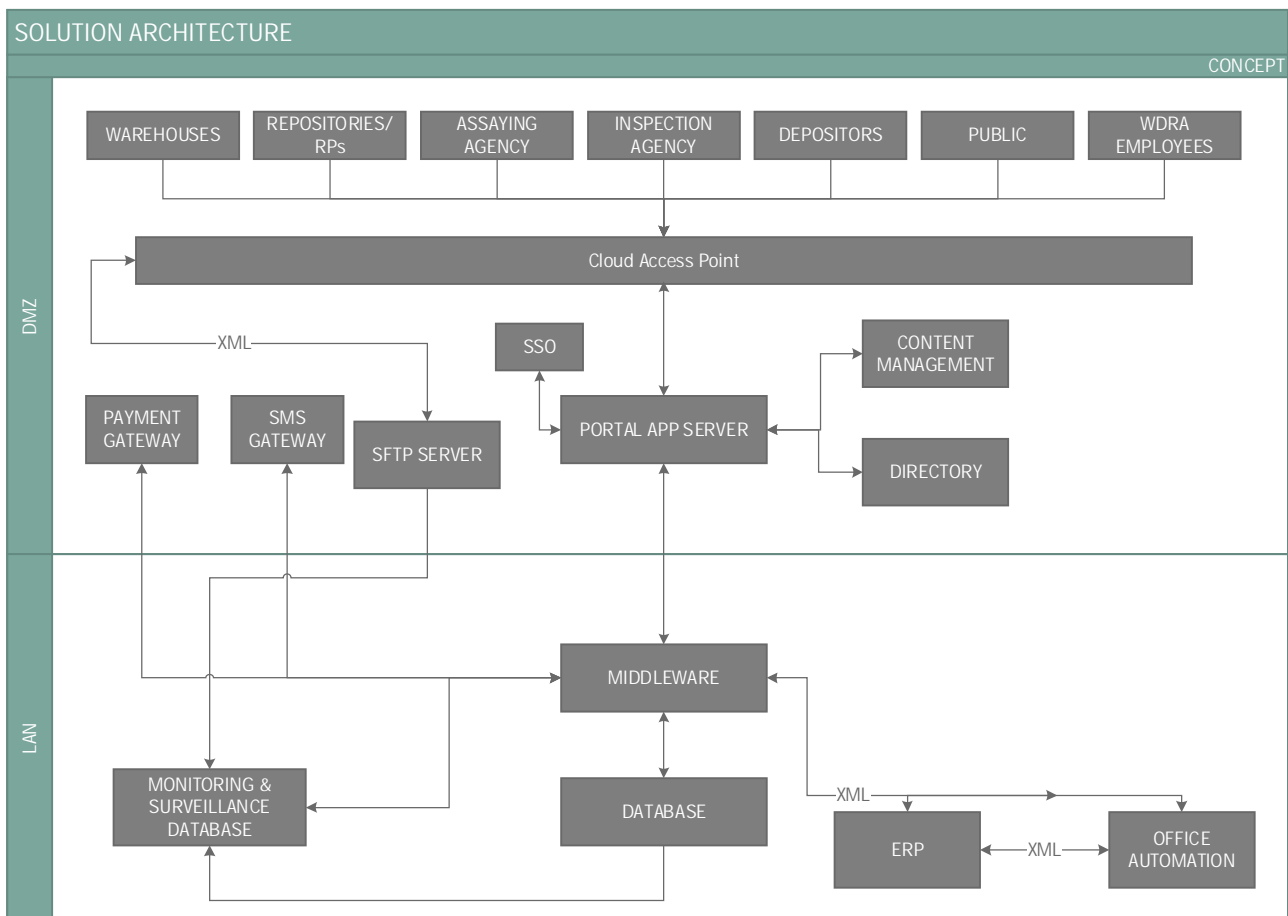 SOLUTION ARCHITECTURE
CONCEPT
DMZ
WAREHOUSES
REPOSITORIES/
RPs
ASSAYING
AGENCY
INSPECTION
AGENCY
DEPOSITORS
PUBLIC
WDRA
EMPLOYEES
Cloud Access Point
XML
SSO
CONTENT
MANAGEMENT
PAYMENT
GATEWAY
SMS
GATEWAY
SFTP SERVER
PORTAL APP SERVER
DIRECTORY
LAN
MIDDLEWARE
MONITORING &
SURVEILLANCE
DATABASE
DATABASE
XML
ERP
XML
OFFICE
AUTOMATION